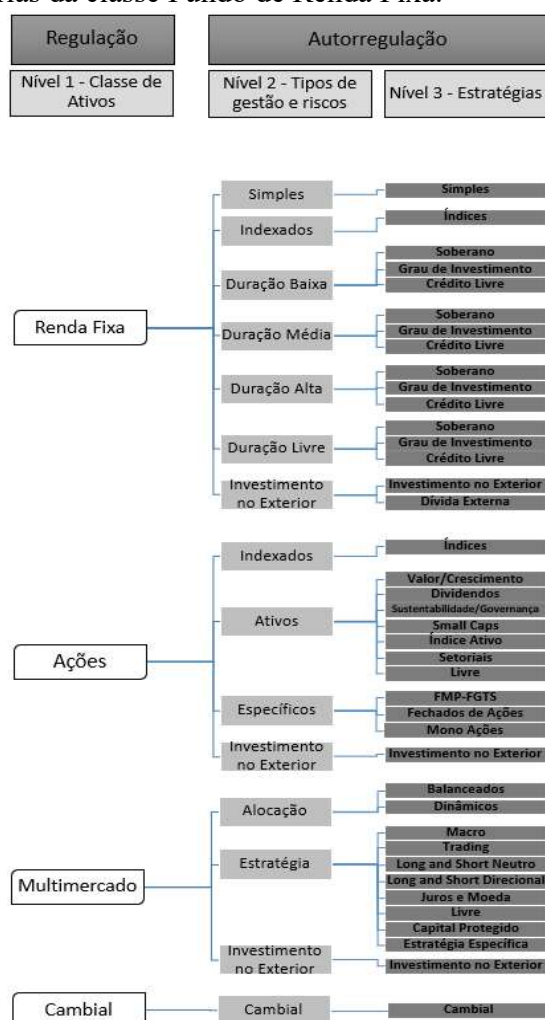 rias da classe Fundo de Renda Fixa.
Regulação
Autorregulação
Nível 1 - Classe de
Ativos
Nível 2 - Tipos de
gestão e riscos
Nível 3 - Estratégias
Renda Fixa
Simples
Simples
Indexados
Índices
Duração Baixa
Soberano
Grau de Investimento
Crédito Livre
Duração Média
Soberano
Grau de Investimento
Crédito Livre
Duração Alta
Soberano
Grau de Investimento
Crédito Livre
Duração Livre
Soberano
Grau de Investimento
Crédito Livre
Investimento
no Exterior
Investimento no Exterior
Dívida Externa
Ações
Indexados
Índices
Ativos
Valor/Crescimento
Dividendos
Sustentabilidade/Governança
Small Caps
Índice Ativo
Setoriais
Livre
Específicos
FMP-FGTS
Fechados de Ações
Mono Ações
Investimento
no Exterior
Investimento no Exterior
Multimercado
Alocação
Balanceados
Dinâmicos
Estratégia
Macro
Trading
Long and Short Neutro
Long and Short Direcional
Juros e Moeda
Livre
Capital Protegido
Estratégia Específica
Investimento
no Exterior
Investimento no Exterior
Cambial
Cambial
Cambial